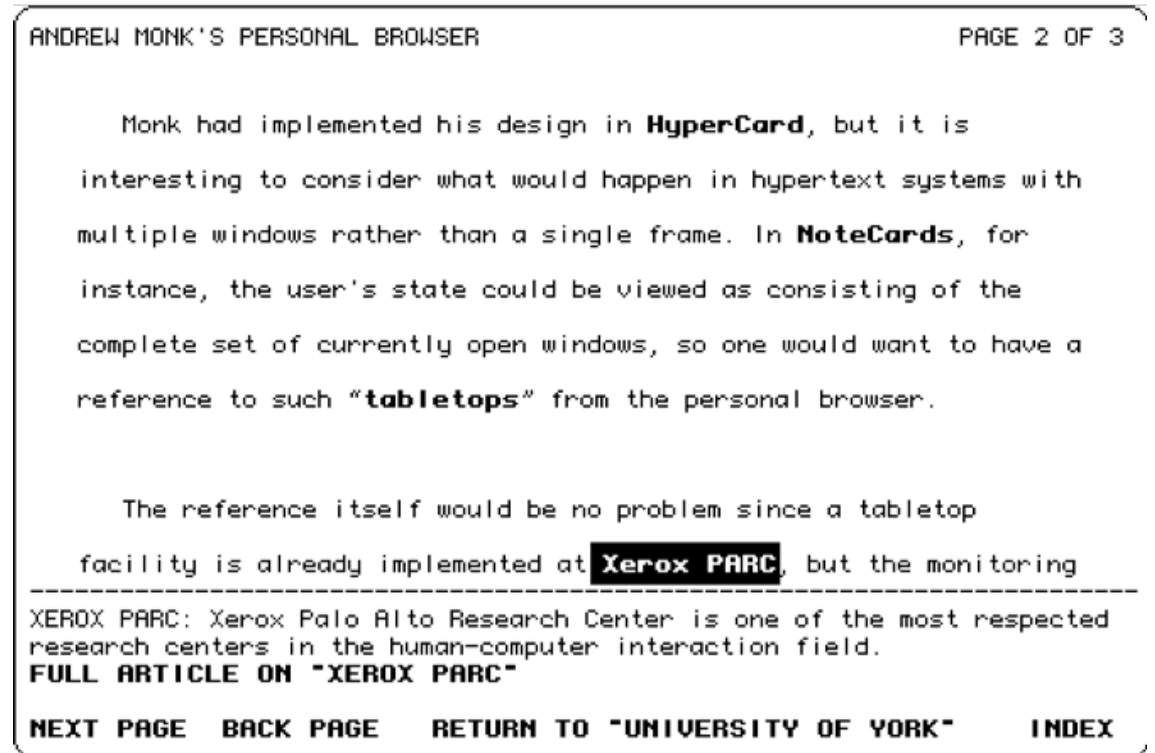 ANDREW MONK'S PERSONAL BROWSER PAGE 2 OF 3
Monk had implemented his design in HyperCard, but it is
interesting to consider what would happen in hypertext systems with
multiple windows rather than a single frame. In NoteCards, for
instance, the user's state could be viewed as consisting of the
complete set of currently open windows, so one would want to have a
reference to such "tabletops" from the personal browser.
The reference itself would be no problem since a tabletop
facility is already implemented at Xerox PARC, but the monitoring
XEROX PARC: Xerox Palo Alto Research Center is one of the most respected
research centers in the human-computer interaction field.
FULL ARTICLE ON "XEROX PARC"
NEXT PAGE BACK PAGE RETURN TO "UNIVERSITY OF YORK" INDEX